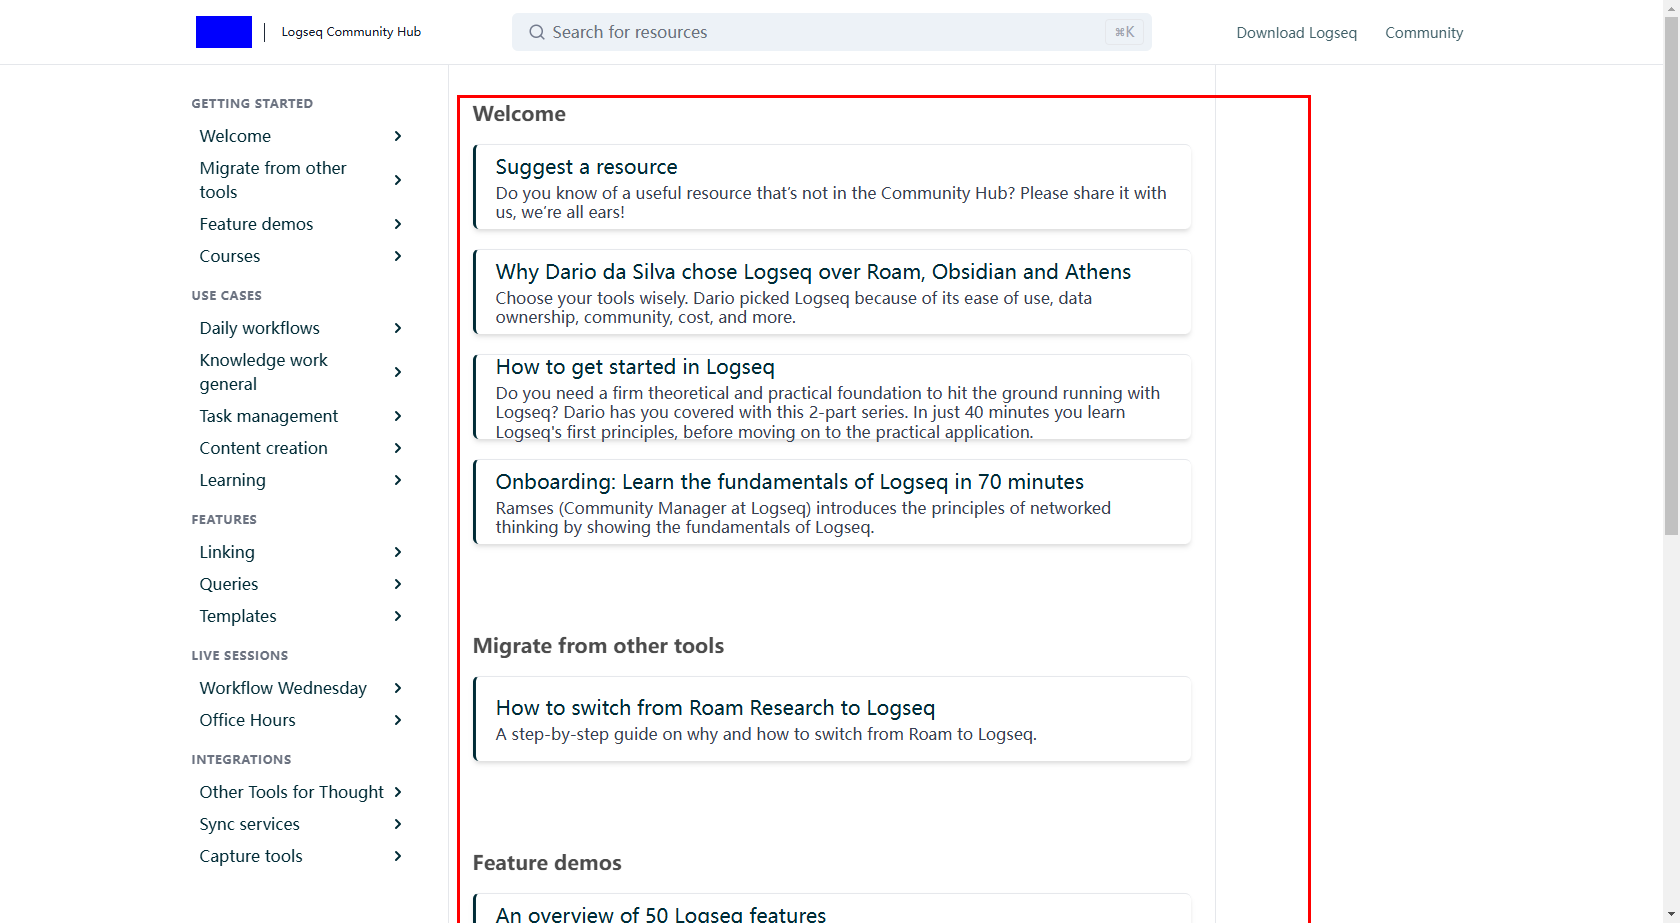 Logseq Community Hub
Search for resources
⌘K
Download Logseq
Community
GETTING STARTED
Welcome
Migrate from other
tools
Feature demos
Courses
USE CASES
Daily workflows
Knowledge work
general
Task management
Content creation
Learning
FEATURES
Linking
Queries
Templates
LIVE SESSIONS
Workflow Wednesday
Office Hours
INTEGRATIONS
Other Tools for Thought
Sync services
Capture tools
Welcome
Suggest a resource
Do you know of a useful resource that’s not in the Community Hub? Please share it with
us, we’re all ears!
Why Dario da Silva chose Logseq over Roam, Obsidian and Athens
Choose your tools wisely. Dario picked Logseq because of its ease of use, data
ownership, community, cost, and more.
How to get started in Logseq
Do you need a firm theoretical and practical foundation to hit the ground running with
Logseq? Dario has you covered with this 2-part series. In just 40 minutes you learn
Logseq's first principles, before moving on to the practical application.
Onboarding: Learn the fundamentals of Logseq in 70 minutes
Ramses (Community Manager at Logseq) introduces the principles of networked
thinking by showing the fundamentals of Logseq.
Migrate from other tools
How to switch from Roam Research to Logseq
A step-by-step guide on why and how to switch from Roam to Logseq.
Feature demos
An overview of 50 Logseq features